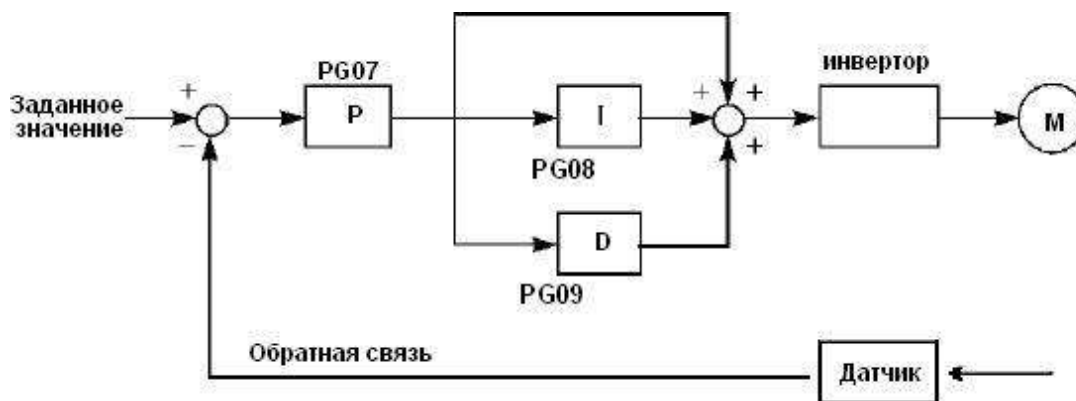 PG07
инвертор
Заданное
значение
+
−
P
I
+
+
+
M
PG08
D
PG09
Обратная связь
Датчик